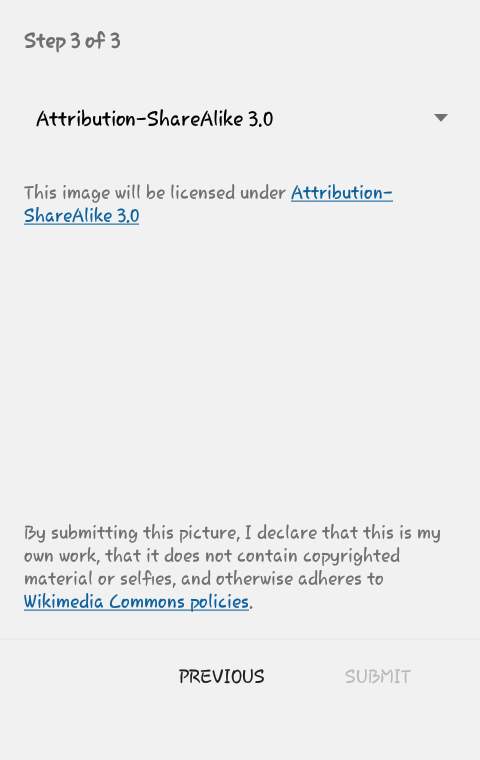 Step 3 of 3
Attribution-ShareAlike 3.0
This image will be licensed under Attribution-
ShareAlike 3.0
By submitting this picture, I declare that this is my
own work, that it does not contain copyrighted
material or selfies, and otherwise adheres to
Wikimedia Commons policies.
PREVIOUS
SUBMIT